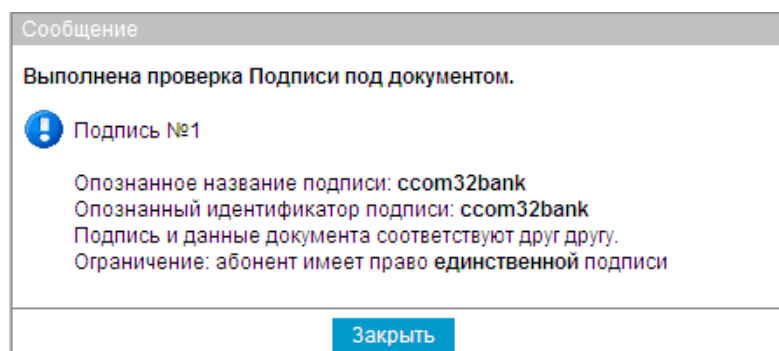 Сообщение
Выполнена проверка Подписи под документом.
Подпись №1
Опознанное название подписи: ccom32bank
Опознанный идентификатор подписи: ccom32bank
Подпись и данные документа соответствуют друг другу.
Ограничение: абонент имеет право единственной подписи
Закрыть